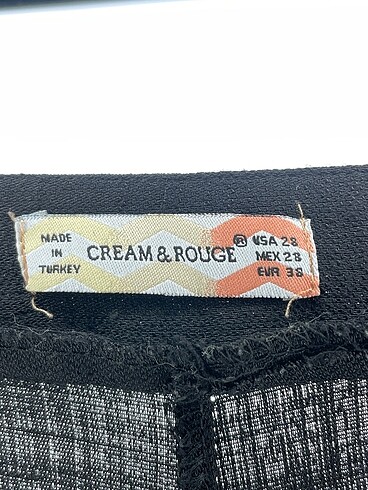 MADE
IN
TURKEY
CREAM & ROUGE ®
USA 28
MEX 28
EUR 38